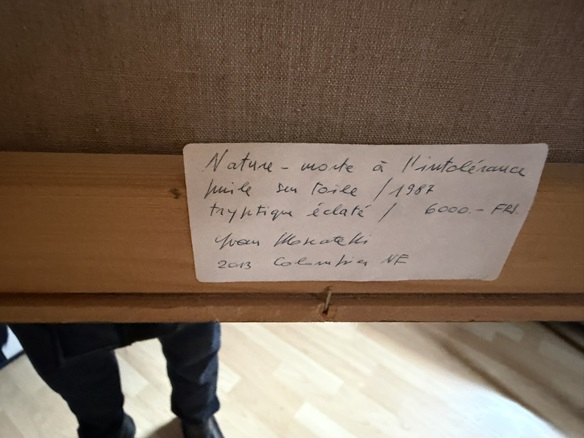 Nature-morte à l'intolérance
huile sur toile / 1987
tryptique éclaté / 6000.- FRS.
Yvan Moscatelli
2013 Colombier NE